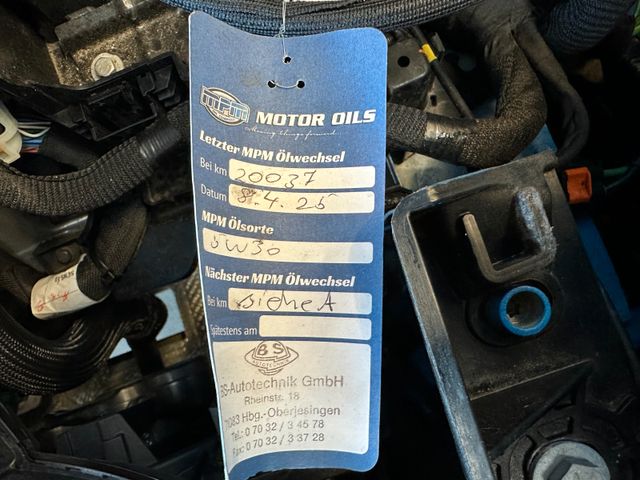 MPM MOTOR OILS
Moving things forward.
Letzter MPM Ölwechsel
Bei km 20037
Datum 8.4.25
MPM Ölsorte
5W30
Nächster MPM Ölwechsel
Bei km siehe A
Spätestens am
BS
BS-Autotechnik GmbH
Rheinstr. 18
71083 Hbg.-Oberjesingen
Tel.: 0 70 32 / 3 45 78
Fax: 0 70 32 / 3 37 28